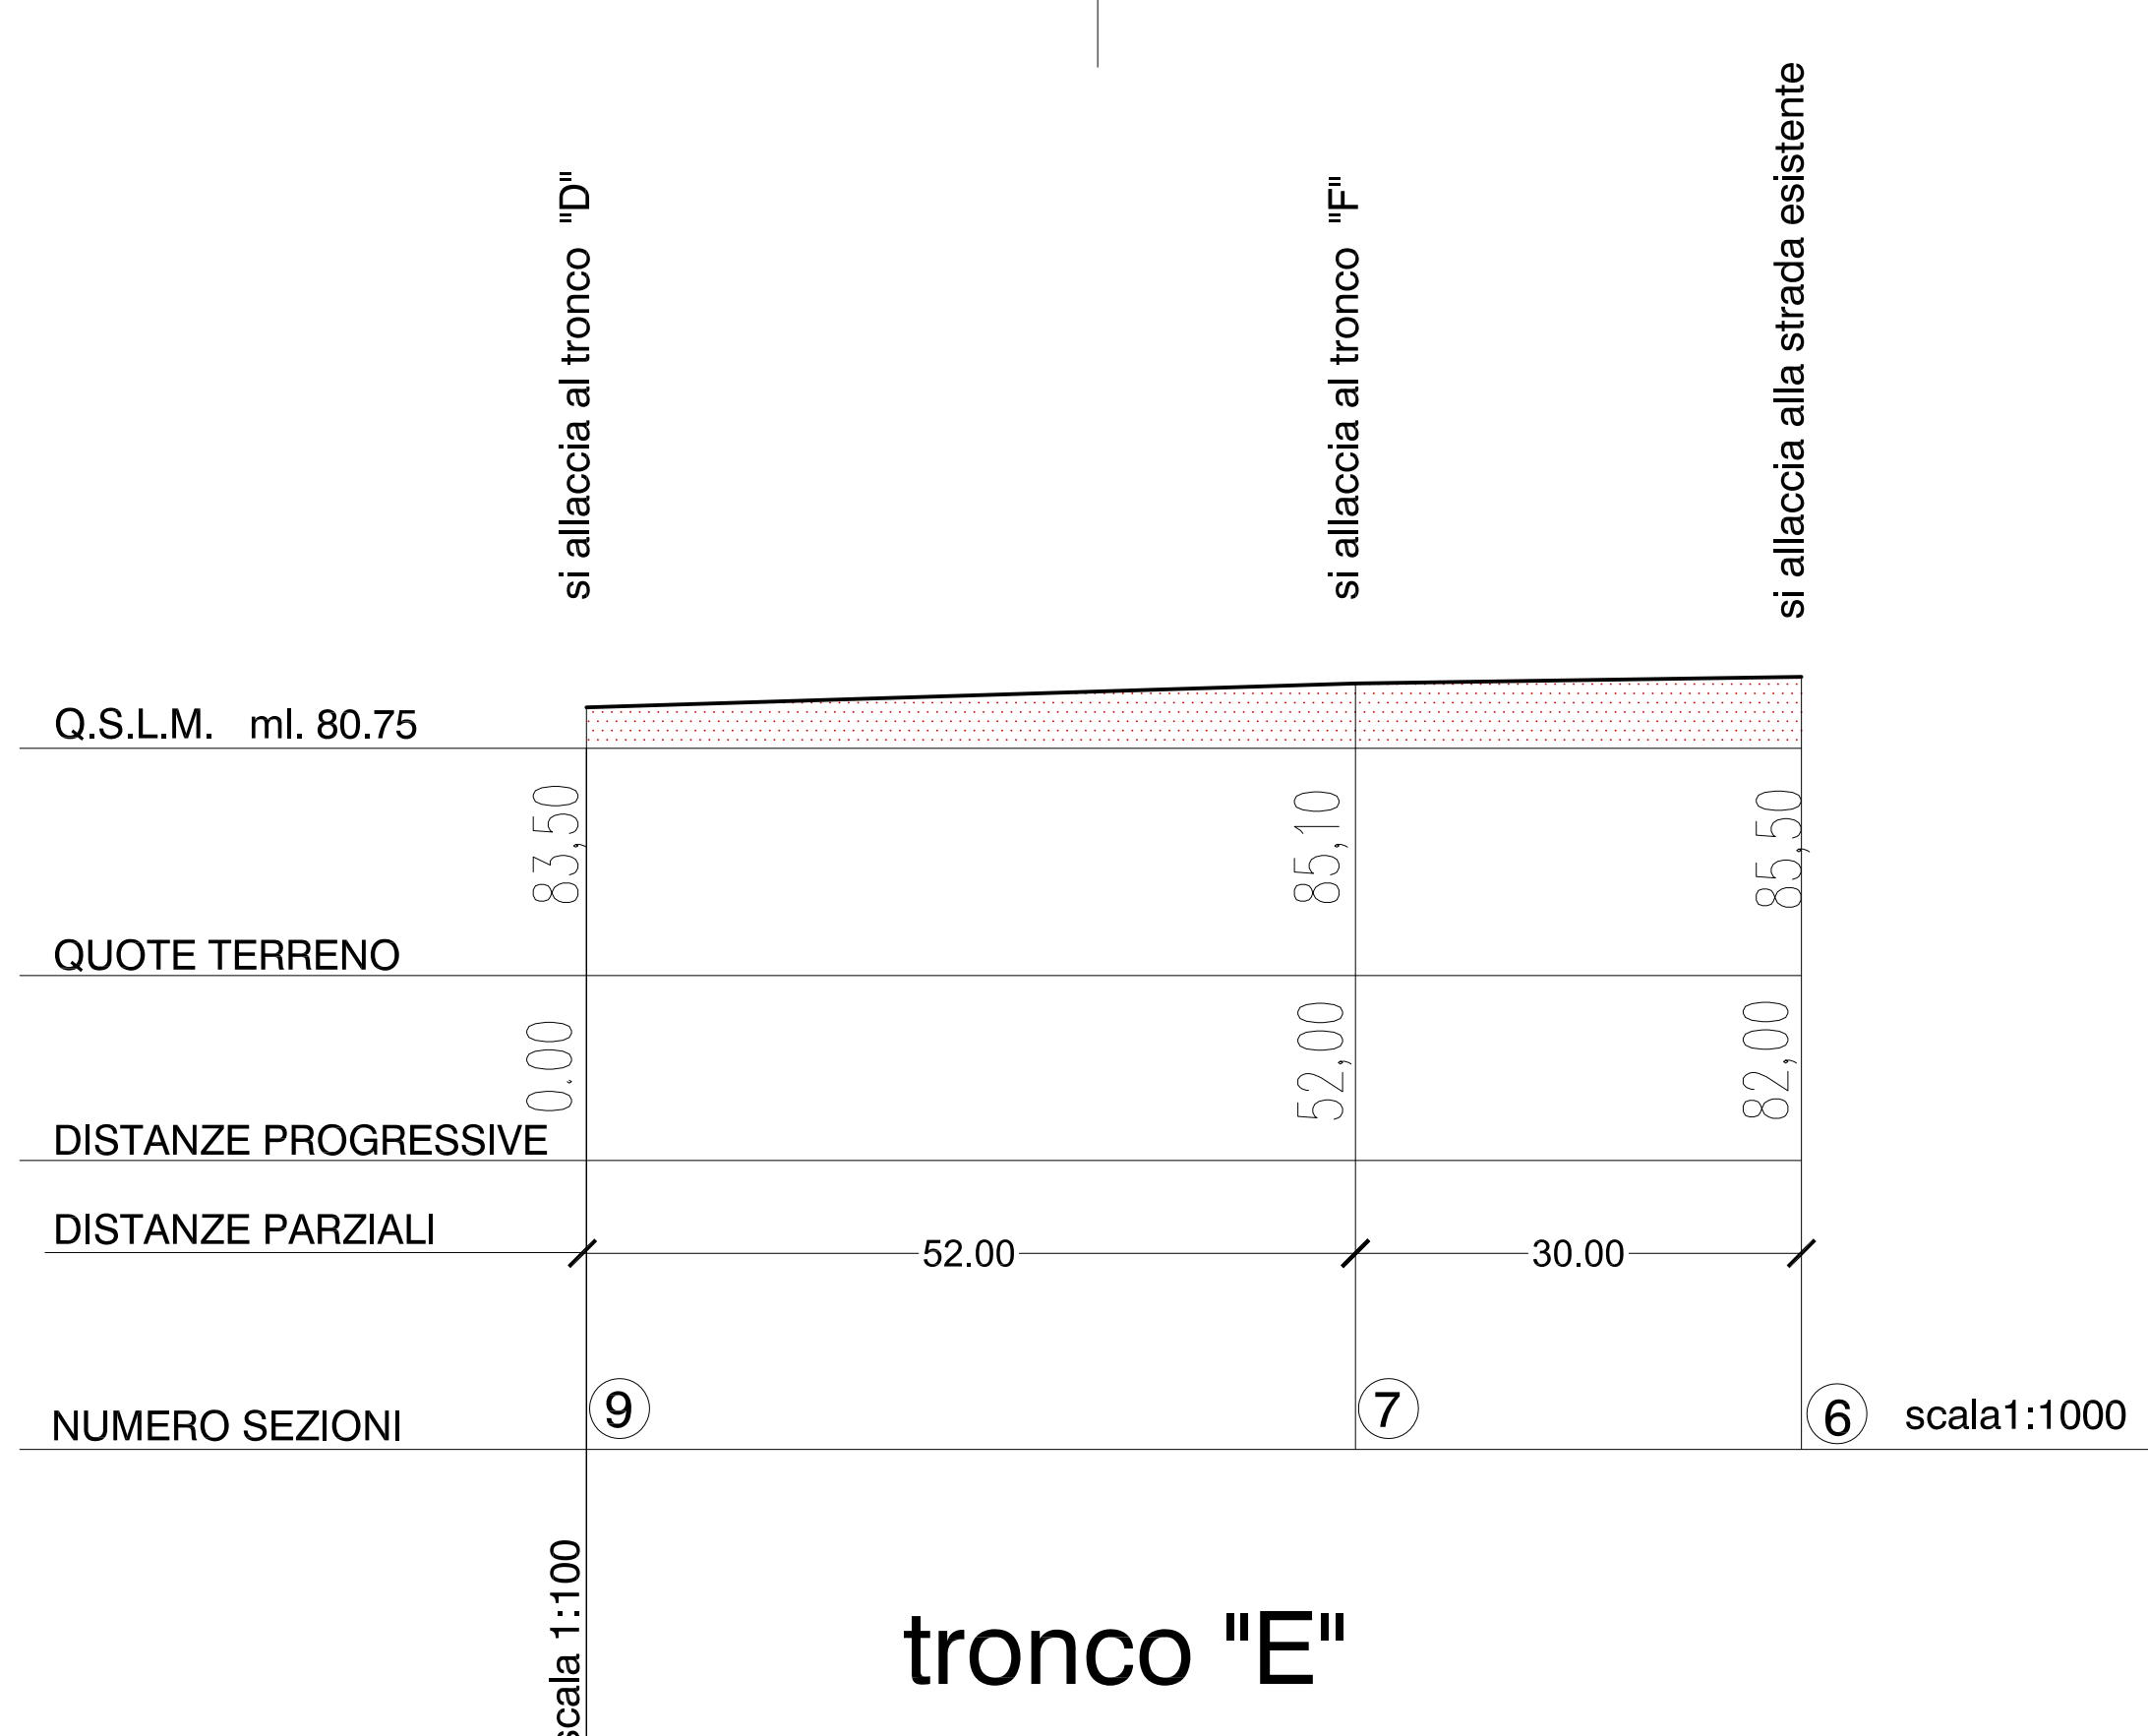 si allaccia al tronco "D"
si allaccia al tronco "F"
si allaccia alla strada esistente
Q.S.L.M. ml. 80.75
83,50
85,10
85,50
QUOTE TERRENO
0.00
52,00
82,00
DISTANZE PROGRESSIVE
DISTANZE PARZIALI
52.00
30.00
NUMERO SEZIONI
9
7
6
scala1:1000
scala 1:100
tronco "E"